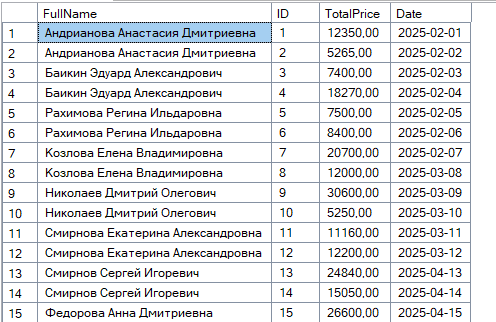 FullName ID TotalPrice Date
1 Андрианова Анастасия Дмитриевна 1 12350,00 2025-02-01
2 Андрианова Анастасия Дмитриевна 2 5265,00 2025-02-02
3 Баикин Эдуард Александрович 3 7400,00 2025-02-03
4 Баикин Эдуард Александрович 4 18270,00 2025-02-04
5 Рахимова Регина Ильдаровна 5 7500,00 2025-02-05
6 Рахимова Регина Ильдаровна 6 8400,00 2025-02-06
7 Козлова Елена Владимировна 7 20700,00 2025-02-07
8 Козлова Елена Владимировна 8 12000,00 2025-03-08
9 Николаев Дмитрий Олегович 9 30600,00 2025-03-09
10 Николаев Дмитрий Олегович 10 5250,00 2025-03-10
11 Смирнова Екатерина Александровна 11 11160,00 2025-03-11
12 Смирнова Екатерина Александровна 12 12200,00 2025-03-12
13 Смирнов Сергей Игоревич 13 24840,00 2025-04-13
14 Смирнов Сергей Игоревич 14 15050,00 2025-04-14
15 Федорова Анна Дмитриевна 15 26600,00 2025-04-15